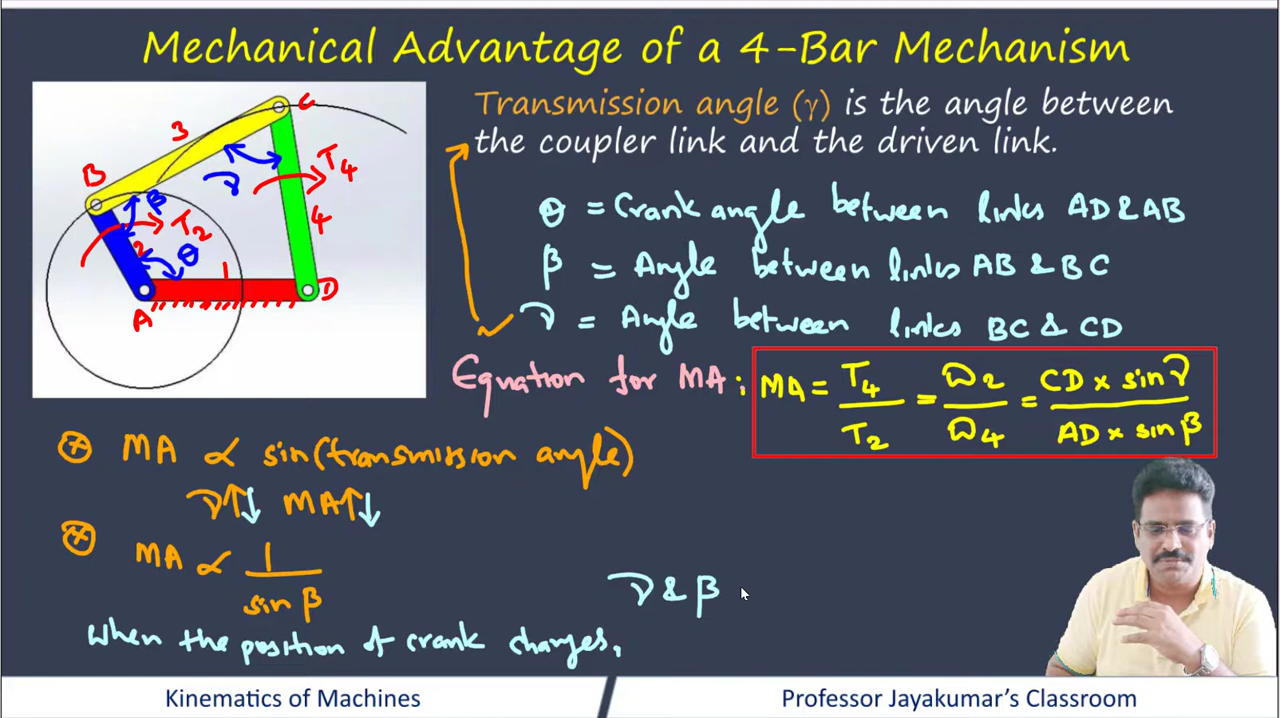 Mechanical Advantage of a 4-Bar Mechanism
Transmission angle (γ) is the angle between
the coupler link and the driven link.
B
3
C
β
T₂
2
θ
γ
T₄
4
1
A
D
θ = Crank angle between links AD & AB
β = Angle between links AB & BC
γ = Angle between links BC & CD
Equation for MA: MA = T₄/T₂ = ω₂/ω₄ = CD × sin γ / AD × sin β
MA ∝ sin(transmission angle)
γ↑↓ MA↑↓
MA ∝ 1/sin β
γ & β
When the position of crank changes,
Kinematics of Machines
Professor Jayakumar's Classroom